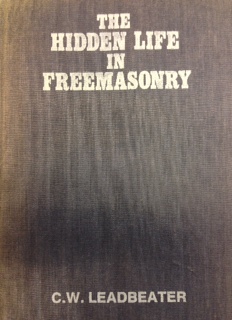 THE
HIDDEN LIFE
IN
FREEMASONRY
C.W. LEADBEATER